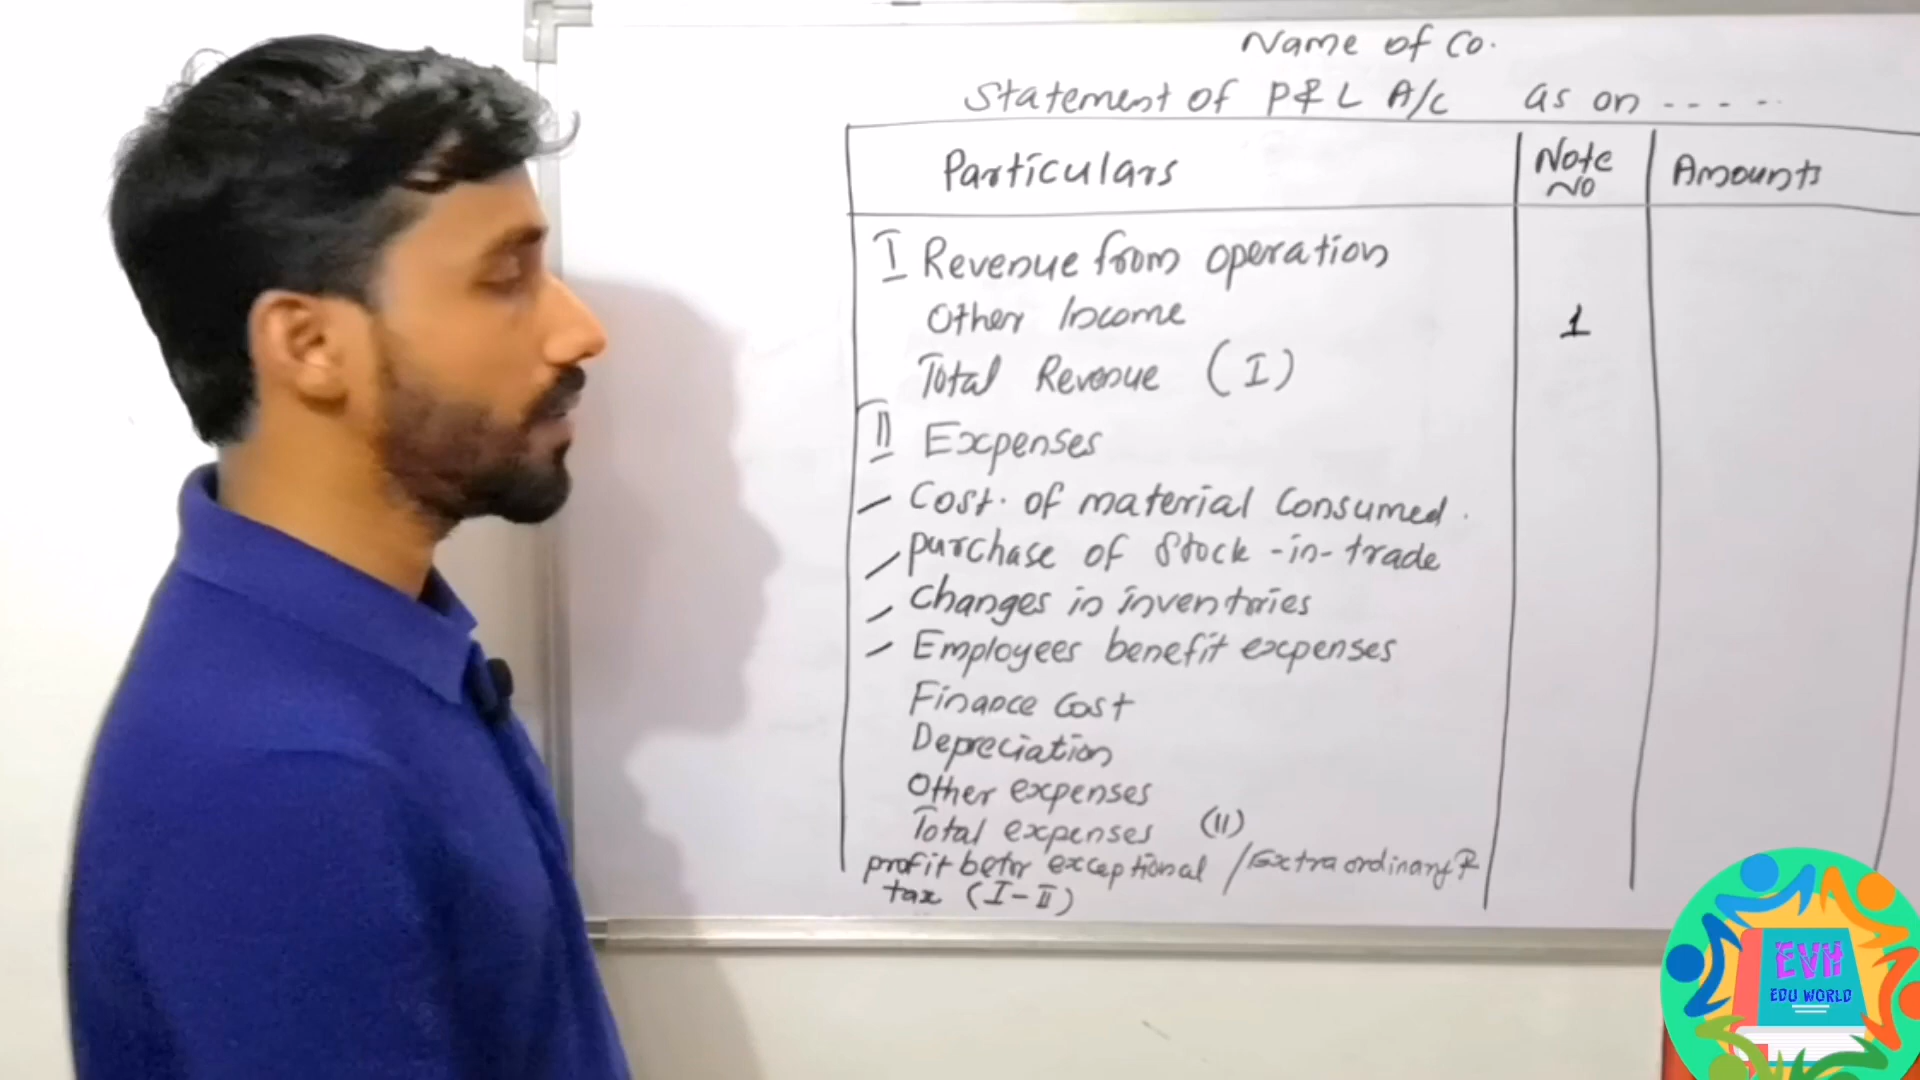 Name of Co.
Statement of P & L A/c as on -----
Particulars Note No Amounts
I Revenue from operation
Other Income 1
Total Revenue (I)
II Expenses
Cost. of material Consumed.
purchase of Stock-in-trade
Changes in inventories
Employees benefit expenses
Finance Cost
Depreciation
Other expenses
Total expenses (II)
profit befor exceptional / Extraordinary &
tax (I-II)
EVH
EDU WORLD